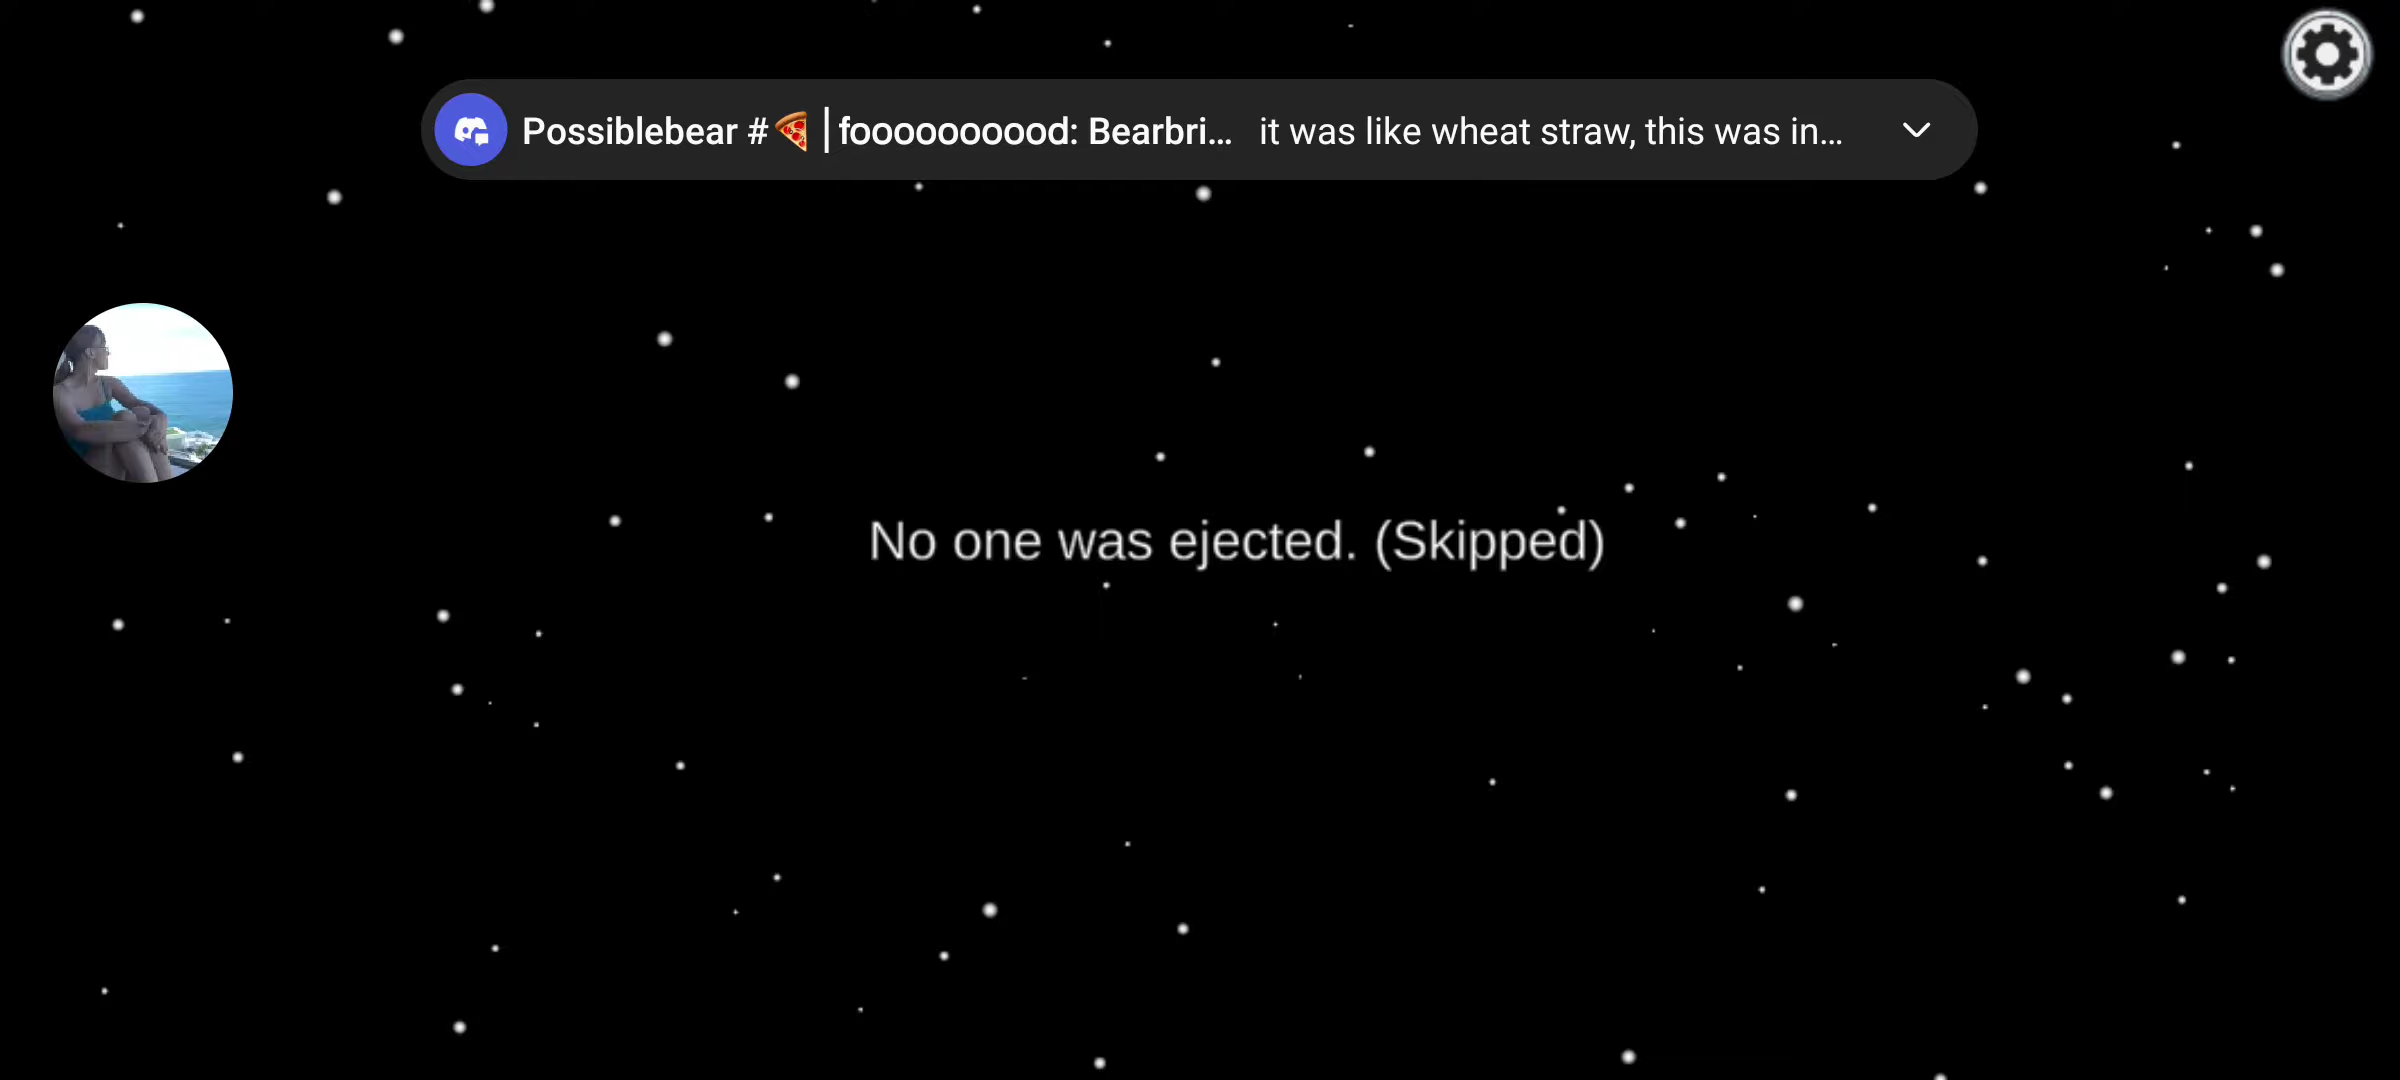 Possiblebear #🍕│foooooooood: Bearbri... it was like wheat straw, this was in...
No one was ejected. (Skipped)